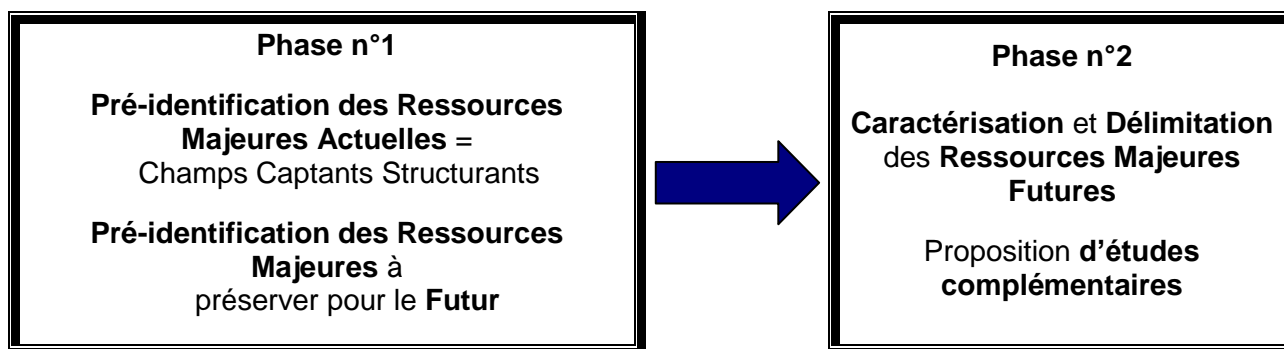 Phase n°1
Pré-identification des Ressources
Majeures Actuelles =
Champs Captants Structurants
Pré-identification des Ressources
Majeures à
préserver pour le Futur
Phase n°2
Caractérisation et Délimitation
des Ressources Majeures
Futures
Proposition d'études
complémentaires